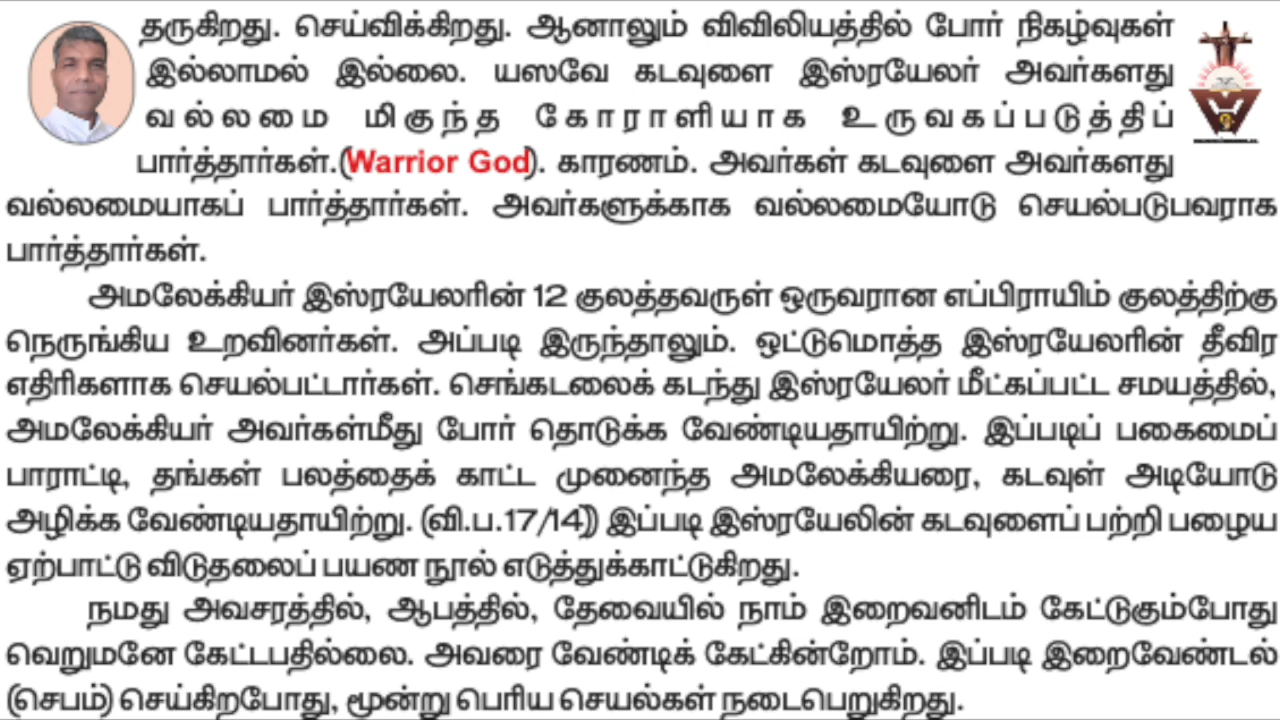 தருகிறது. செய்விக்கிறது. ஆனாலும் விவிலியத்தில் போர் நிகழ்வுகள்
இல்லாமல் இல்லை. யஸவே கடவுளை இஸ்ரயேலர் அவர்களது
வல்லமை மிகுந்த கோராளியாக உருவகப்படுத்திப்
பார்த்தார்கள்.(Warrior God). காரணம். அவர்கள் கடவுளை அவர்களது
வல்லமையாகப் பார்த்தார்கள். அவர்களுக்காக வல்லமையோடு செயல்படுபவராக
பார்த்தார்கள்.
அமலேக்கியர் இஸ்ரயேலரின் 12 குலத்தவருள் ஒருவரான எப்பிராயிம் குலத்திற்கு
நெருங்கிய உறவினர்கள். அப்படி இருந்தாலும். ஒட்டுமொத்த இஸ்ரயேலரின் தீவிர
எதிரிகளாக செயல்பட்டார்கள். செங்கடலைக் கடந்து இஸ்ரயேலர் மீட்கப்பட்ட சமயத்தில்,
அமலேக்கியர் அவர்கள்மீது போர் தொடுக்க வேண்டியதாயிற்று. இப்படிப் பகைமைப்
பாராட்டி, தங்கள் பலத்தைக் காட்ட முனைந்த அமலேக்கியரை, கடவுள் அடியோடு
அழிக்க வேண்டியதாயிற்று. (வி.ப.17/14)) இப்படி இஸ்ரயேலின் கடவுளைப் பற்றி பழைய
ஏற்பாட்டு விடுதலைப் பயண நூல் எடுத்துக்காட்டுகிறது.
நமது அவசரத்தில், ஆபத்தில், தேவையில் நாம் இறைவனிடம் கேட்டுகும்போது
வெறுமனே கேட்டபதில்லை. அவரை வேண்டிக் கேட்கின்றோம். இப்படி இறைவேண்டல்
(செபம்) செய்கிறபோது, மூன்று பெரிய செயல்கள் நடைபெறுகிறது.